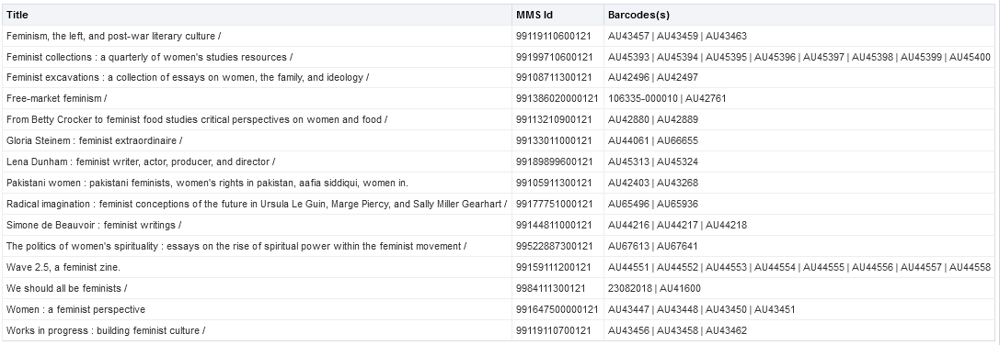 Title MMS Id Barcodes(s)
Feminism, the left, and post-war literary culture / 99119110600121 AU43457 | AU43459 | AU43463
Feminist collections : a quarterly of women's studies resources / 99199710600121 AU45393 | AU45394 | AU45395 | AU45396 | AU45397 | AU45398 | AU45399 | AU45400
Feminist excavations : a collection of essays on women, the family, and ideology / 99108711300121 AU42496 | AU42497
Free-market feminism / 991386020000121 106335-000010 | AU42761
From Betty Crocker to feminist food studies critical perspectives on women and food / 99113210900121 AU42880 | AU42889
Gloria Steinem : feminist extraordinaire / 99133011000121 AU44061 | AU66655
Lena Dunham : feminist writer, actor, producer, and director / 99189899600121 AU45313 | AU45324
Pakistani women : pakistani feminists, women's rights in pakistan, aafia siddiqui, women in. 99105911300121 AU42403 | AU43268
Radical imagination : feminist conceptions of the future in Ursula Le Guin, Marge Piercy, and Sally Miller Gearhart / 99177751000121 AU65496 | AU65936
Simone de Beauvoir : feminist writings / 99144811000121 AU44216 | AU44217 | AU44218
The politics of women's spirituality : essays on the rise of spiritual power within the feminist movement / 99522887300121 AU67613 | AU67641
Wave 2.5, a feminist zine. 99159111200121 AU44551 | AU44552 | AU44553 | AU44554 | AU44555 | AU44556 | AU44557 | AU44558
We should all be feminists / 9984111300121 23082018 | AU41600
Women : a feminist perspective 991647500000121 AU43447 | AU43448 | AU43450 | AU43451
Works in progress : building feminist culture / 99119110700121 AU43456 | AU43458 | AU43462